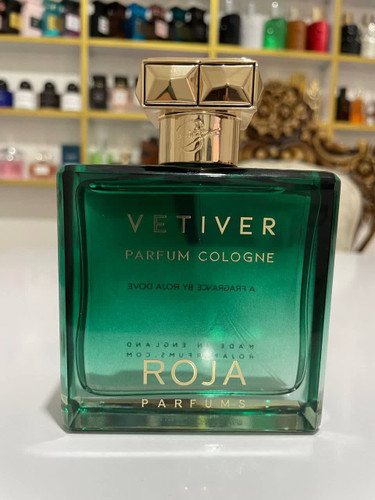 VETIVER
PARFUM COLOGNE
A FRAGRANCE BY ROJA DOVE
MADE IN ENGLAND
ROJAPARFUMS.COM
ROJA
PARFUMS